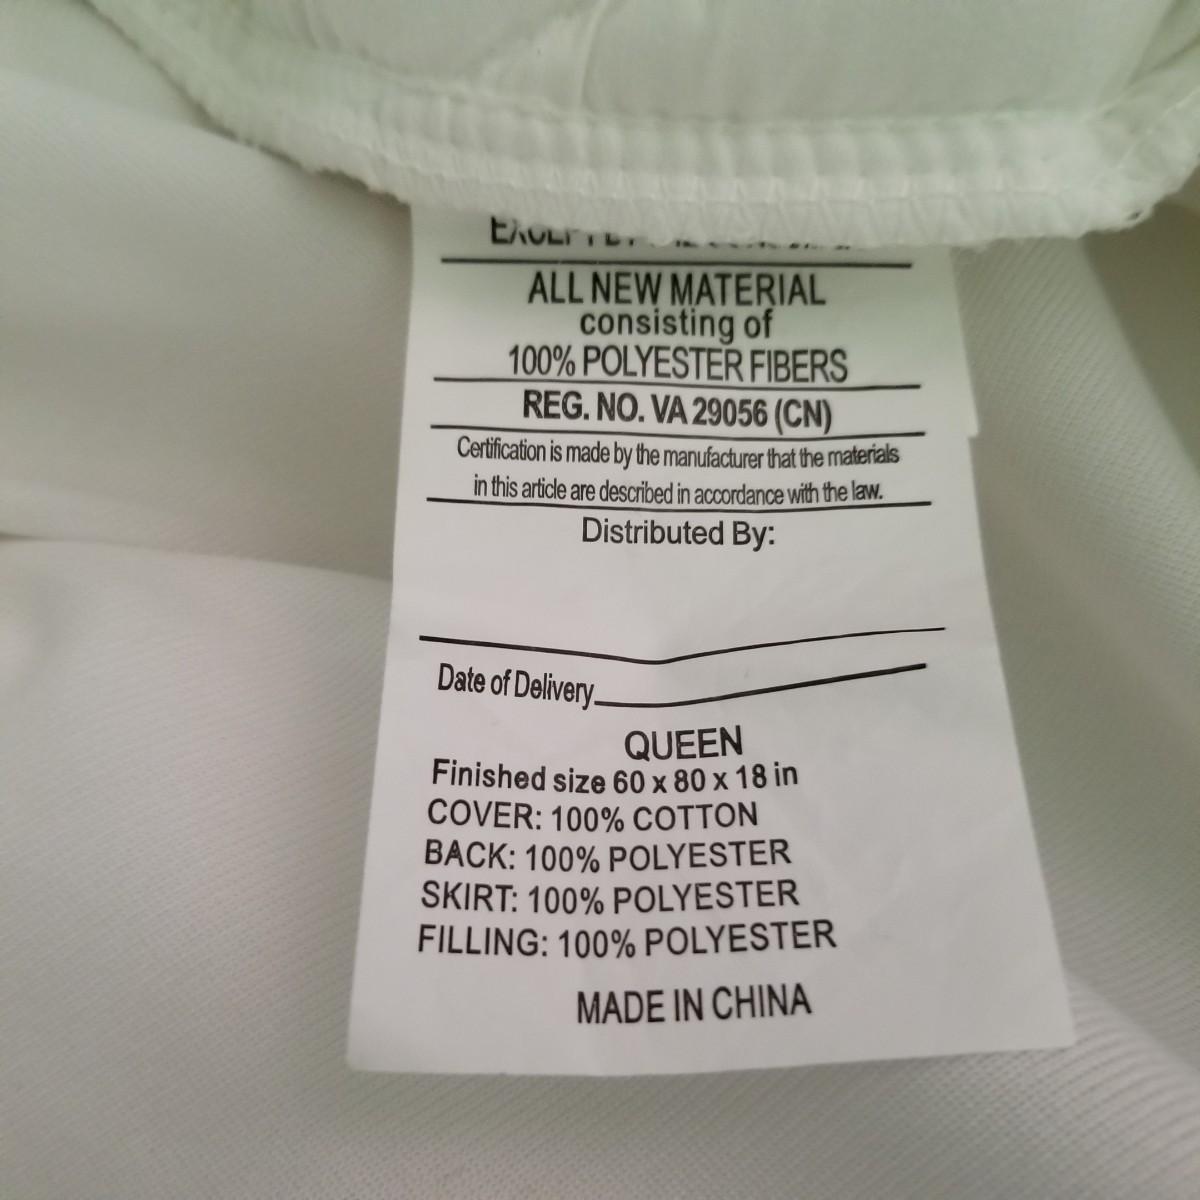 ALL NEW MATERIAL
consisting of
100% POLYESTER FIBERS
REG. NO. VA 29056 (CN)
Certification is made by the manufacturer that the materials
in this article are described in accordance with the law.
Distributed By:
Date of Delivery
QUEEN
Finished size 60 x 80 x 18 in
COVER: 100% COTTON
BACK: 100% POLYESTER
SKIRT: 100% POLYESTER
FILLING: 100% POLYESTER
MADE IN CHINA